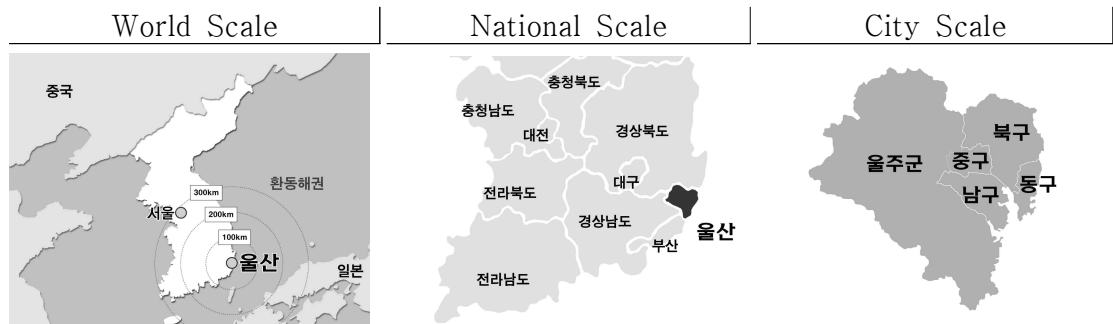 World Scale
National Scale
City Scale
중국
환동해권
300km
서울
200km
100km
울산
일본
충청북도
충청남도
대전
경상북도
전라북도
대구
경상남도
울산
부산
전라남도
북구
울주군
중구
동구
남구